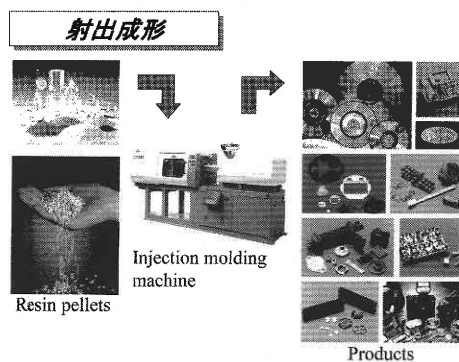 射出成形
Injection molding
machine
Resin pellets
Products